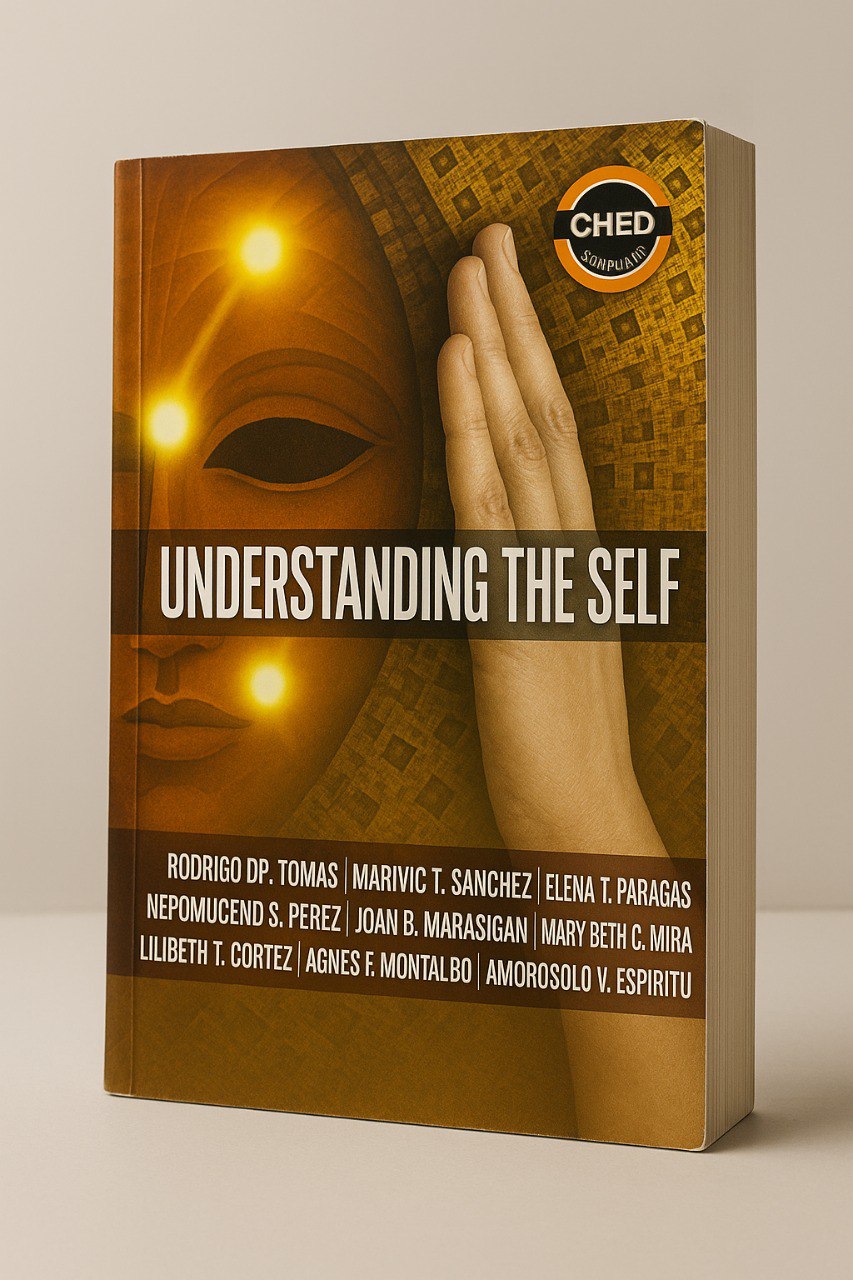 CHED
UNDERSTANDING THE SELF
RODRIGO DP. TOMAS | MARIVIC T. SANCHEZ | ELENA T. PARAGAS
NEPOMUCEND S. PEREZ | JOAN B. MARASIGAN | MARY BETH C. MIRA
LILIBETH T. CORTEZ | AGNES F. MONTALBO | AMOROSOLO V. ESPIRITU